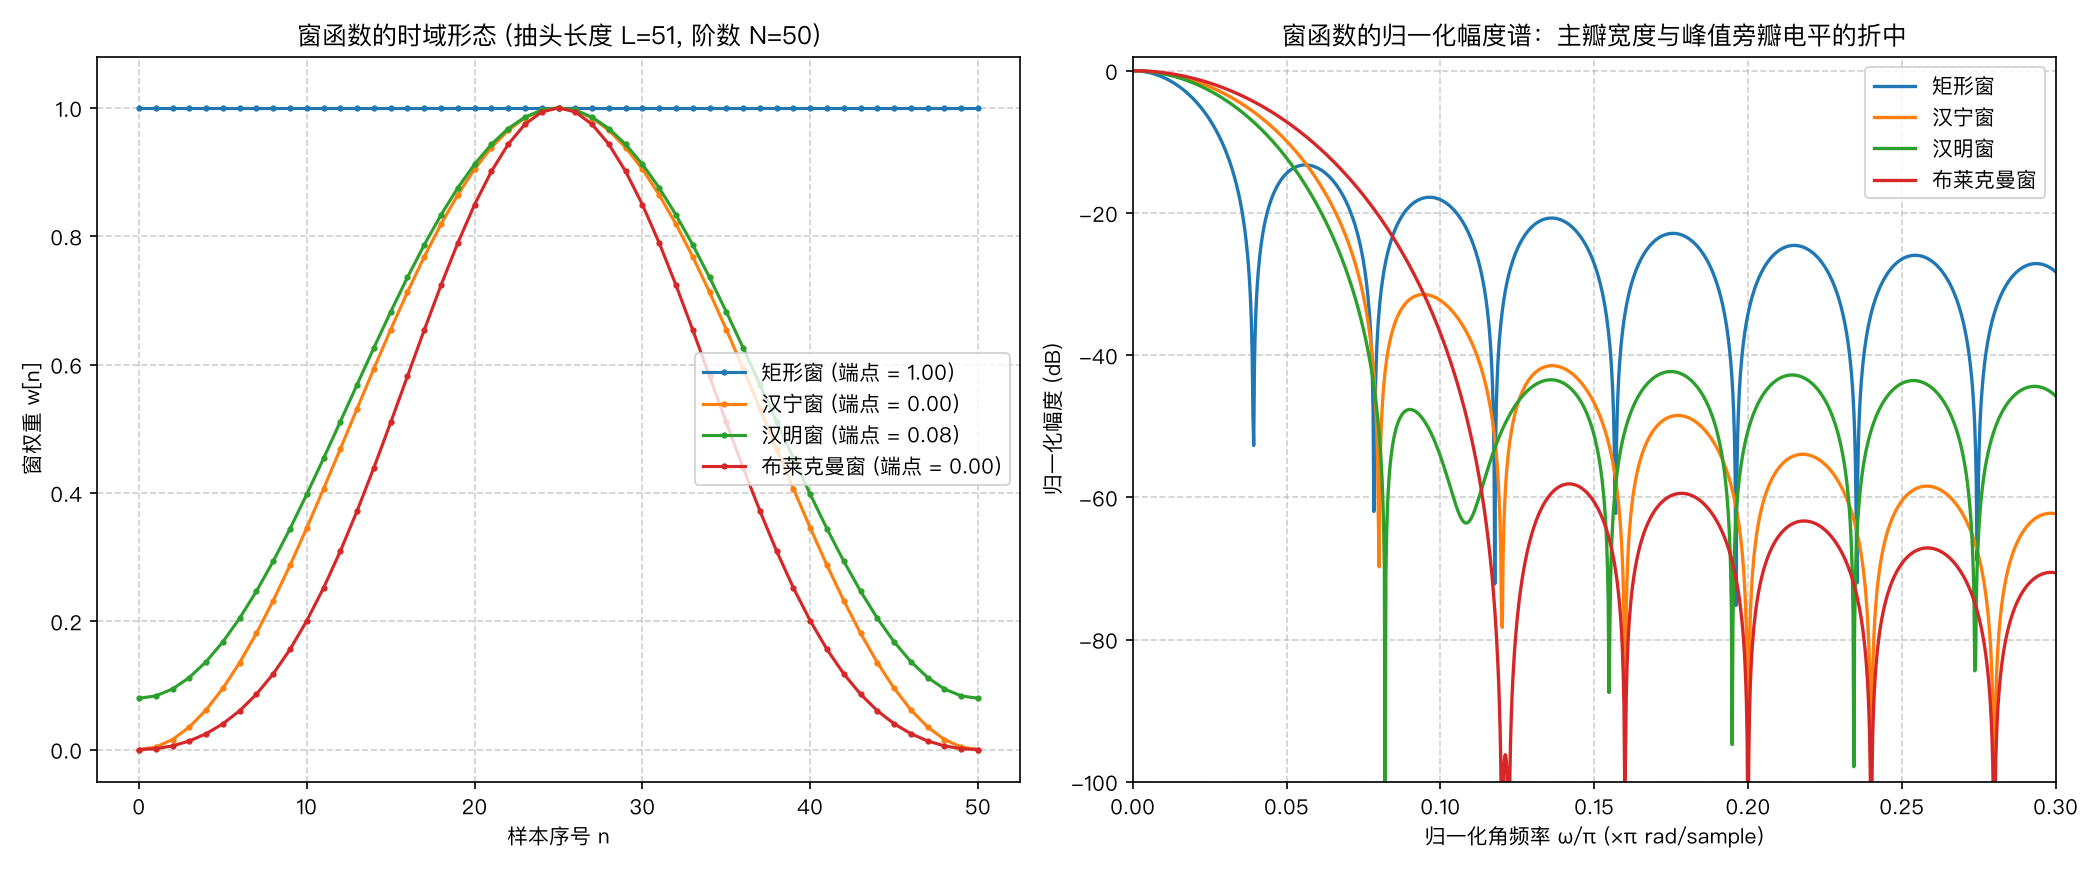 窗函数的时域形态 (抽头长度 L=51, 阶数 N=50)
窗权重 w[n]
1.0
0.8
0.6
0.4
0.2
0.0
矩形窗 (端点 = 1.00)
汉宁窗 (端点 = 0.00)
汉明窗 (端点 = 0.08)
布莱克曼窗 (端点 = 0.00)
0 10 20 30 40 50
样本序号 n
窗函数的归一化幅度谱：主瓣宽度与峰值旁瓣电平的折中
归一化幅度 (dB)
0
−20
−40
−60
−80
−100
矩形窗
汉宁窗
汉明窗
布莱克曼窗
0.00 0.05 0.10 0.15 0.20 0.25 0.30
归一化角频率 ω/π (×π rad/sample)